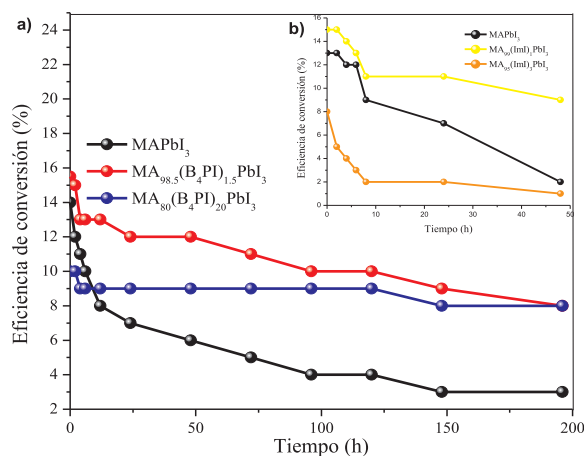 a)
Eficiencia de conversión (%)
24
22
20
18
16
14
12
10
8
6
4
2
0
50
100
150
200
Tiempo (h)
MAPbI₃
MA₉₈.₅(B₄PI)₁.₅PbI₃
MA₈₀(B₄PI)₂₀PbI₃
b)
Eficiencia de conversión (%)
16
14
12
10
8
6
4
2
0
0
10
20
30
40
50
Tiempo (h)
MAPbI₃
MA₉₉(ImI)₁PbI₃
MA₉₅(ImI)₅PbI₃